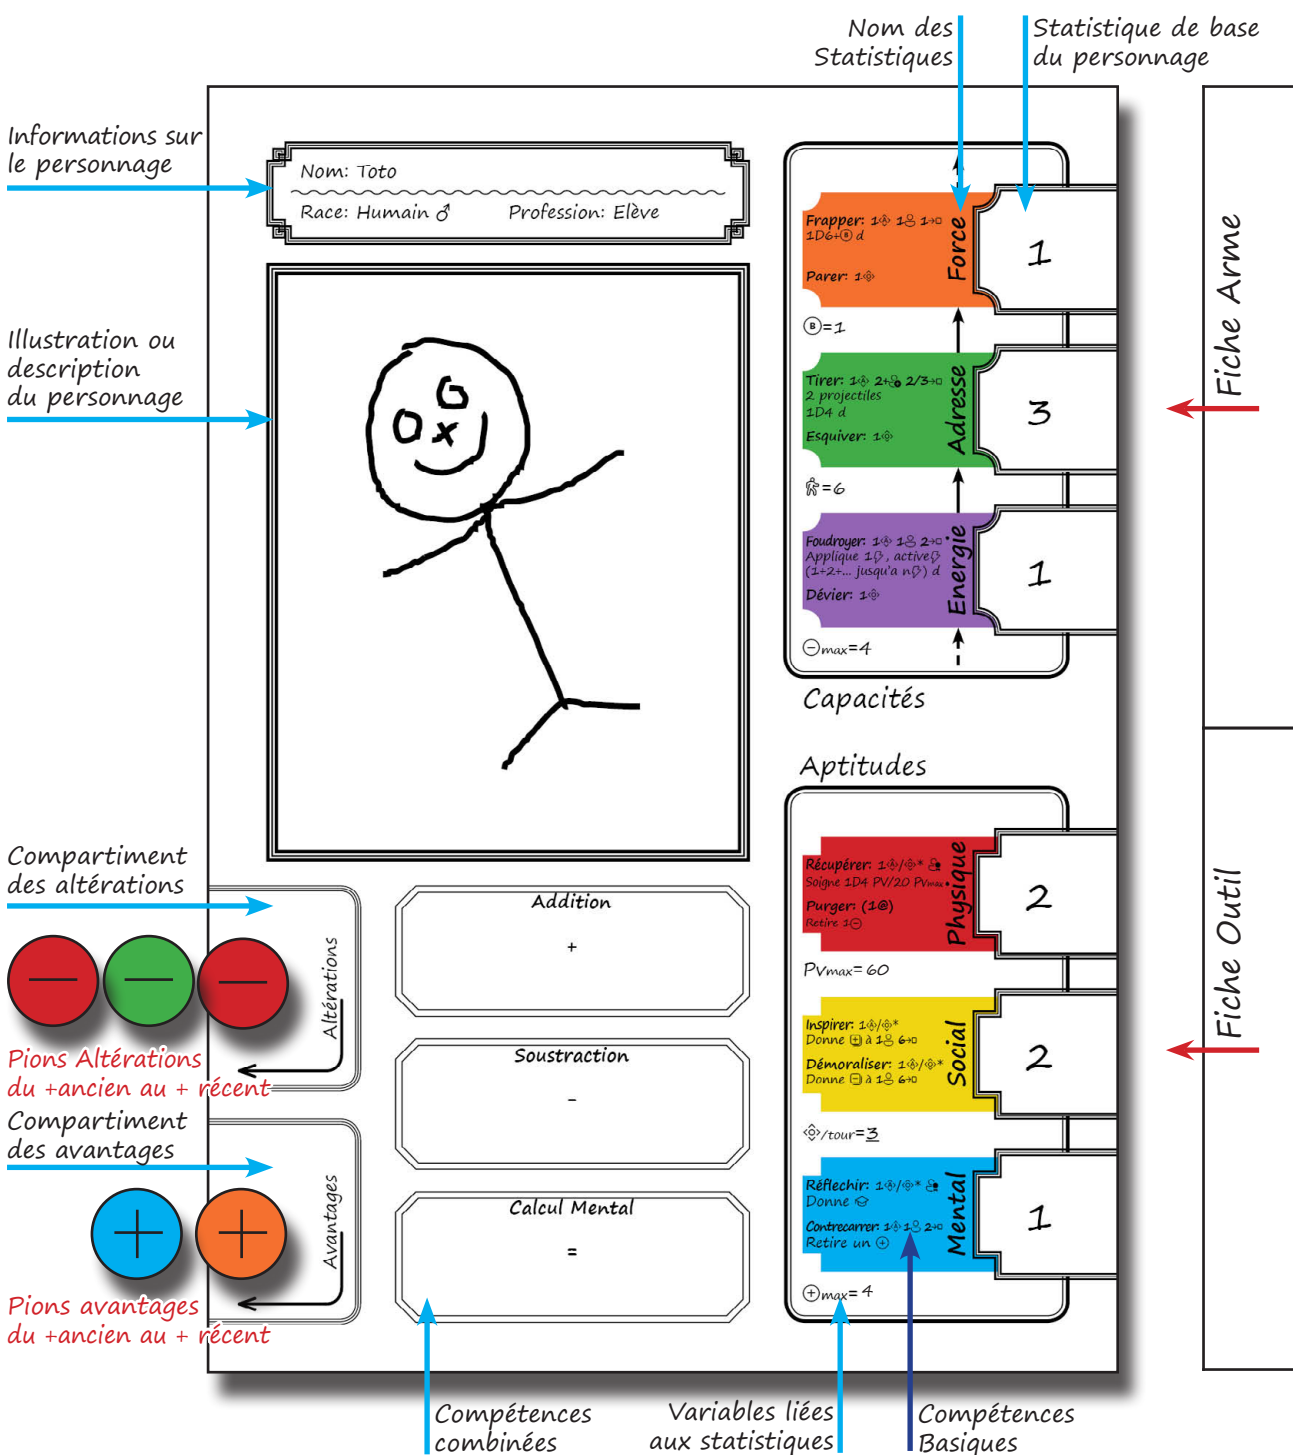 Nom des
Statistiques
Statistique de base
du personnage
Informations sur
le personnage
Nom: Toto
Race: Humain ♂ Profession: Elève
Illustration ou
description
du personnage
Frapper: 1 1 1
1D6+B d
Parer: 1
Force
1
B=1
Tirer: 1 2+ 2/3
2 projectiles
1D4 d
Esquiver: 1
Adresse
3
=6
Foudroyer: 1 1 2
Applique 1, active
(1+2+... jusqu'a n) d
Dévier: 1
Energie
1
-max=4
Capacités
Fiche Arme
Aptitudes
Récupérer: 1/*
Soigne 1D4 PV/20 PVmax.
Purger: (1@)
Retire 1-
Physique
2
PVmax=60
Inspirer: 1/*
Donne + à 1 6
Démoraliser: 1/*
Donne - à 1 6
Social
2
/tour=3
Réflechir: 1/*
Donne
Contrecarrer: 1 1 2
Retire un +
Mental
1
+max=4
Fiche Outil
Compartiment
des altérations
Altérations
Pions Altérations
du +ancien au + récent
Compartiment
des avantages
Avantages
Pions avantages
du +ancien au + récent
Addition
+
Soustraction
-
Calcul Mental
=
Compétences
combinées
Variables liées
aux statistiques
Compétences
Basiques